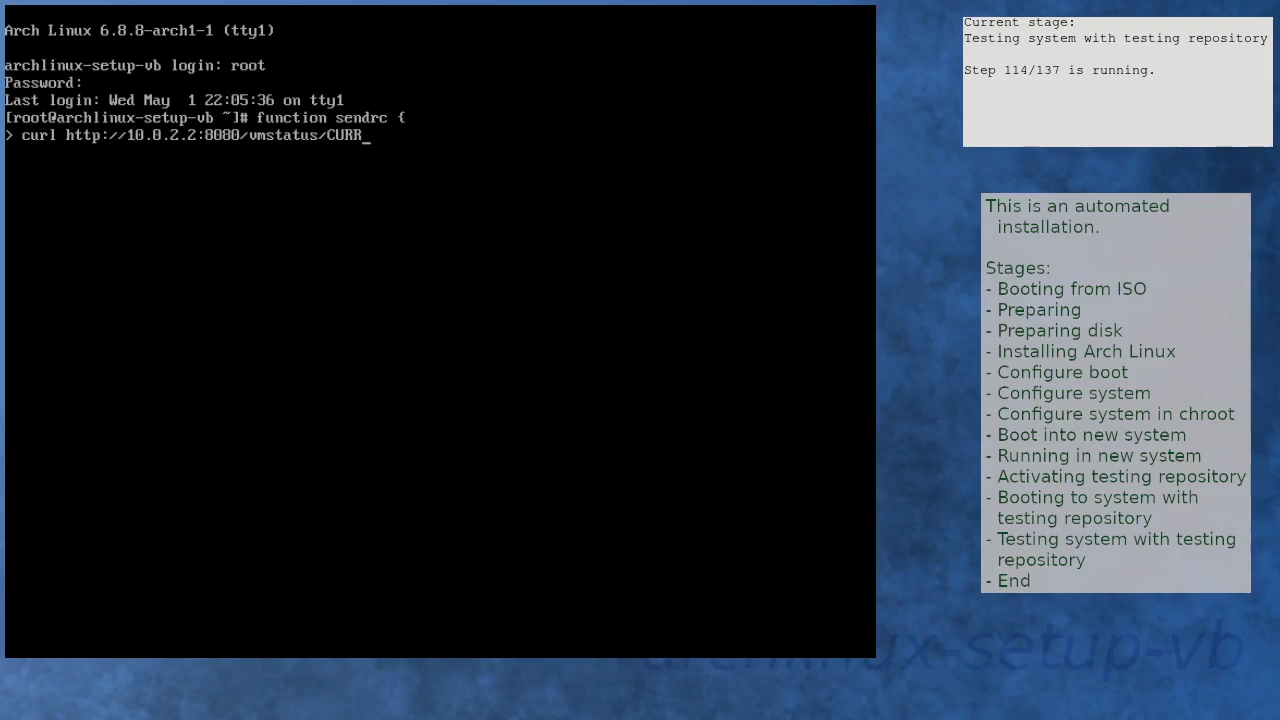 Arch Linux 6.8.8-arch1-1 (tty1)
archlinux-setup-vb login: root
Password:
Last login: Wed May  1 22:05:36 on tty1
[root@archlinux-setup-vb ~]# function sendrc {
> curl http://10.0.2.2:8080/vmstatus/CURR_
Current stage:
Testing system with testing repository
Step 114/137 is running.
This is an automated
installation.
Stages:
- Booting from ISO
- Preparing
- Preparing disk
- Installing Arch Linux
- Configure boot
- Configure system
- Configure system in chroot
- Boot into new system
- Running in new system
- Activating testing repository
- Booting to system with
testing repository
- Testing system with testing
repository
- End
archlinux-setup-vb